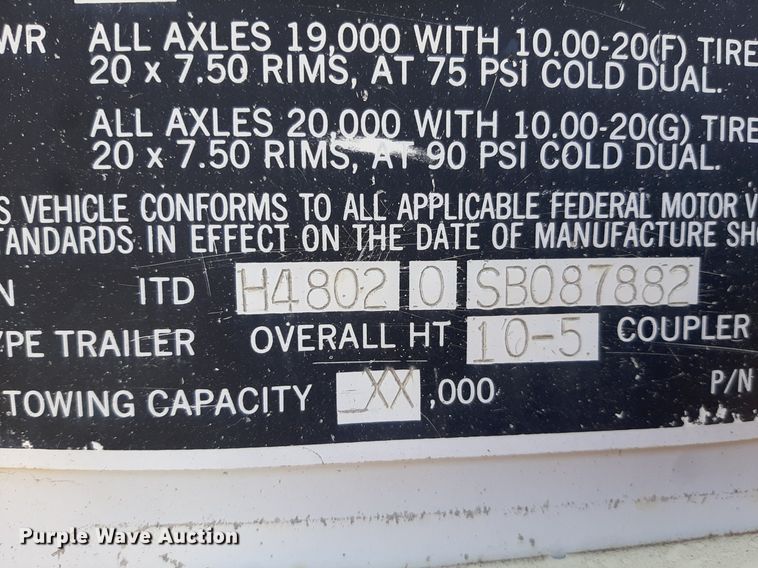 WR ALL AXLES 19,000 WITH 10.00-20(F) TIRE
20 x 7.50 RIMS, AT 75 PSI COLD DUAL.
ALL AXLES 20,000 WITH 10.00-20(G) TIRE
20 x 7.50 RIMS, AT 90 PSI COLD DUAL.
S VEHICLE CONFORMS TO ALL APPLICABLE FEDERAL MOTOR V
STANDARDS IN EFFECT ON THE DATE OF MANUFACTURE SHO
N ITD H4802 0 SB087882
YPE TRAILER OVERALL HT 10-5 COUPLER
TOWING CAPACITY XX ,000 P/N
Purple Wave Auction